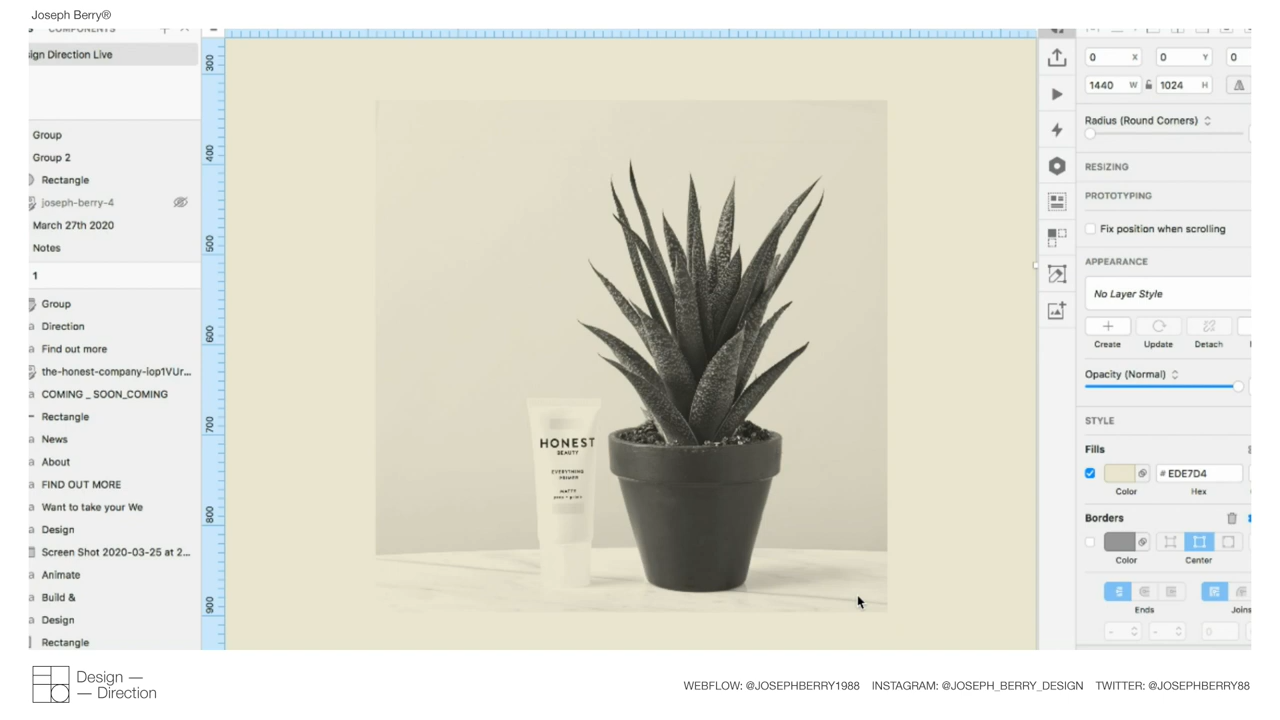 Joseph Berry®
COMPONENTS
ign Direction Live
Group
Group 2
Rectangle
joseph-berry-4
March 27th 2020
Notes
1
Group
Direction
Find out more
the-honest-company-iop1VUr...
COMING _ SOON_COMING
Rectangle
News
About
FIND OUT MORE
Want to take your We
Design
Screen Shot 2020-03-25 at 2...
Animate
Build &
Design
Rectangle
300
400
500
600
700
800
900
HONEST
BEAUTY
EVERYTHING
PRIMER
MATTE
0 X 0 Y 0
1440 W 1024 H
Radius (Round Corners)
RESIZING
PROTOTYPING
Fix position when scrolling
APPEARANCE
No Layer Style
Create Update Detach
Opacity (Normal)
STYLE
Fills
# EDE7D4
Color Hex
Borders
Color Center
Ends Joins
- - 0
Design —
— Direction
WEBFLOW: @JOSEPHBERRY1988 INSTAGRAM: @JOSEPH_BERRY_DESIGN TWITTER: @JOSEPHBERRY88